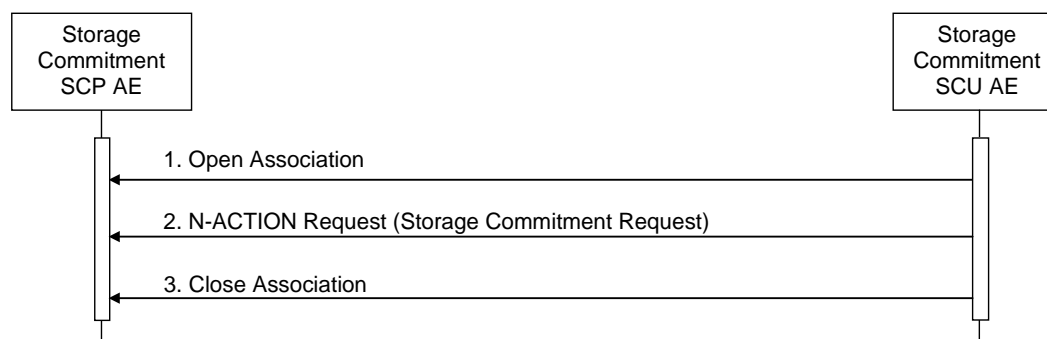 Storage
Commitment
SCP AE
Storage
Commitment
SCU AE
1. Open Association
2. N-ACTION Request (Storage Commitment Request)
3. Close Association